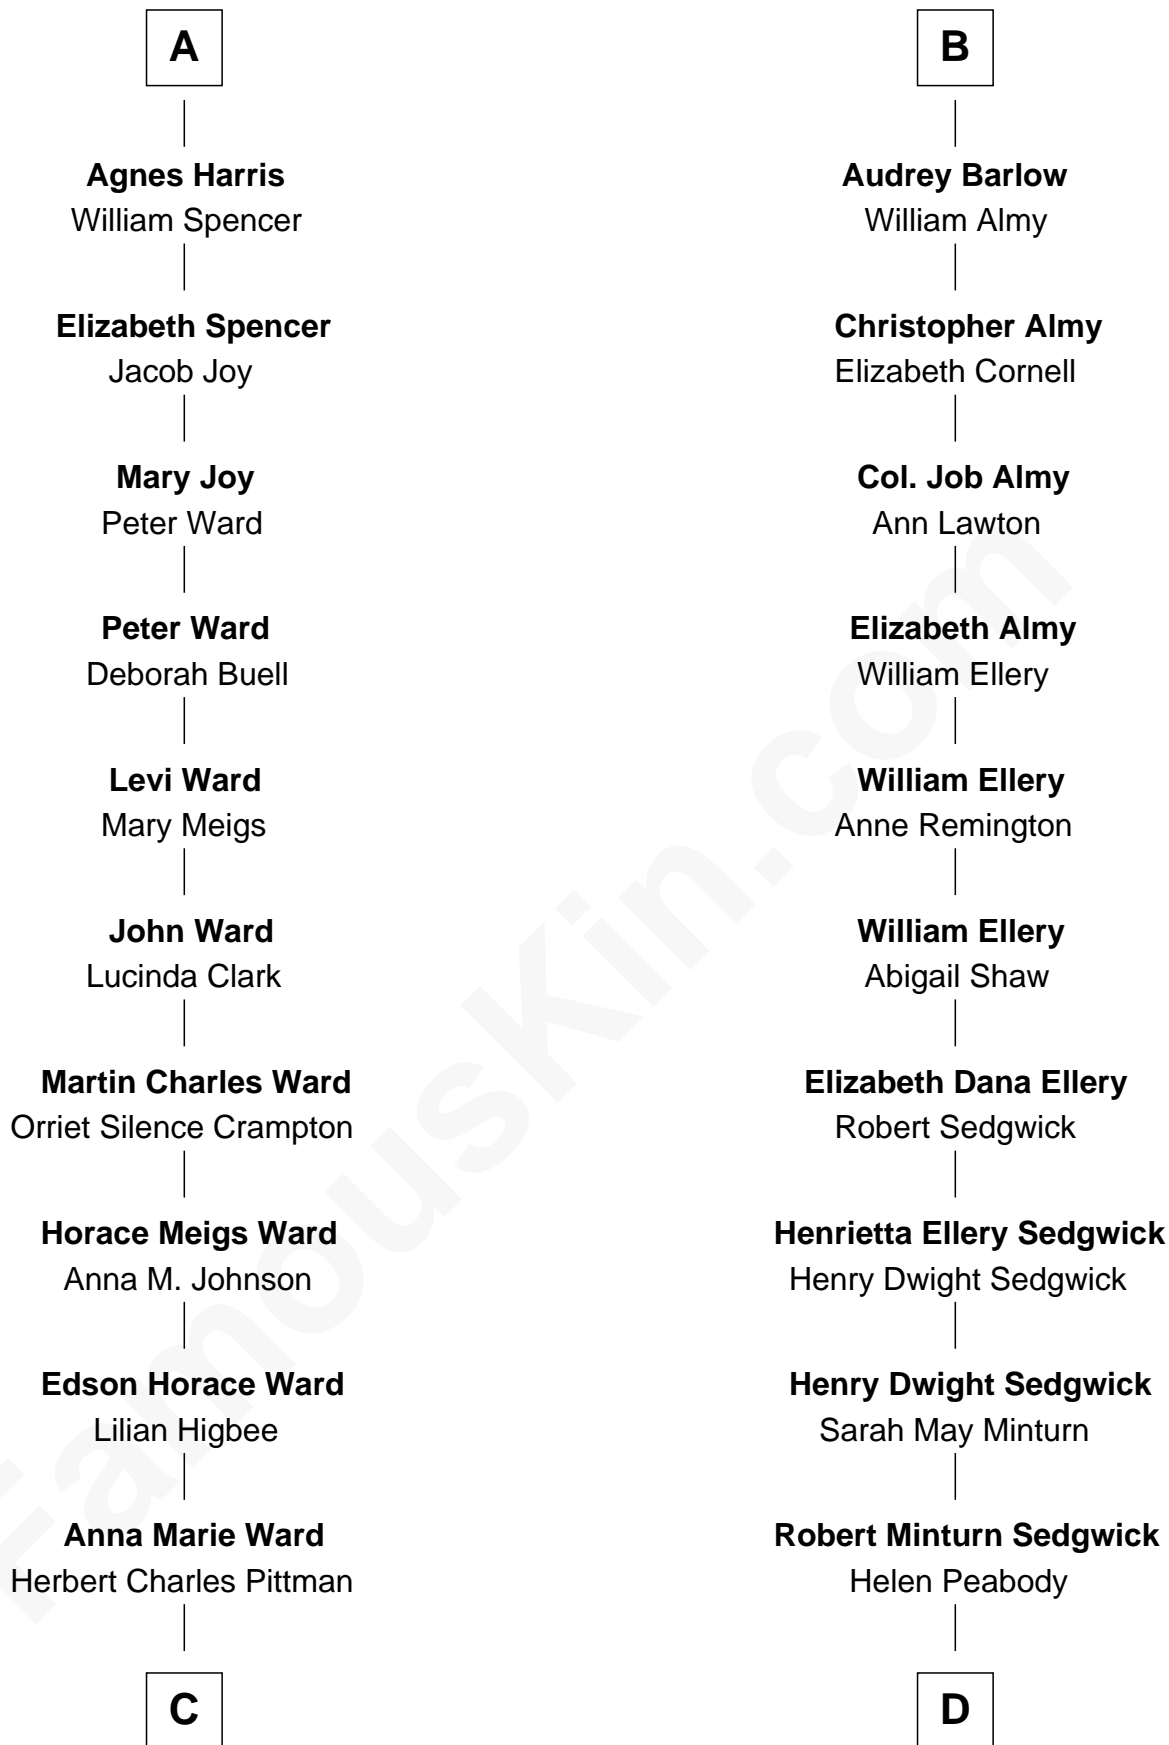 A
Agnes Harris
William Spencer
Elizabeth Spencer
Jacob Joy
Mary Joy
Peter Ward
Peter Ward
Deborah Buell
Levi Ward
Mary Meigs
John Ward
Lucinda Clark
Martin Charles Ward
Orriet Silence Crampton
Horace Meigs Ward
Anna M. Johnson
Edson Horace Ward
Lilian Higbee
Anna Marie Ward
Herbert Charles Pittman
C
B
Audrey Barlow
William Almy
Christopher Almy
Elizabeth Cornell
Col. Job Almy
Ann Lawton
Elizabeth Almy
William Ellery
William Ellery
Anne Remington
William Ellery
Abigail Shaw
Elizabeth Dana Ellery
Robert Sedgwick
Henrietta Ellery Sedgwick
Henry Dwight Sedgwick
Henry Dwight Sedgwick
Sarah May Minturn
Robert Minturn Sedgwick
Helen Peabody
D
FamousKin.com